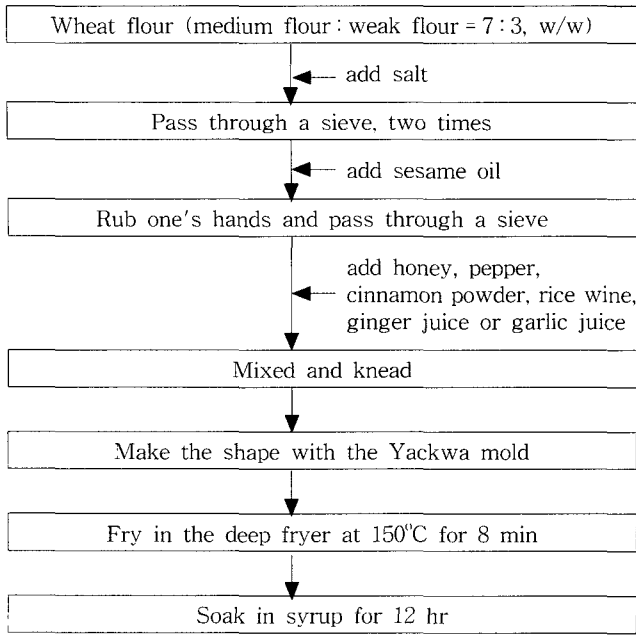 Wheat flour (medium flour : weak flour = 7 : 3, w/w)
add salt
Pass through a sieve, two times
add sesame oil
Rub one's hands and pass through a sieve
add honey, pepper,
cinnamon powder, rice wine,
ginger juice or garlic juice
Mixed and knead
Make the shape with the Yackwa mold
Fry in the deep fryer at 150°C for 8 min
Soak in syrup for 12 hr